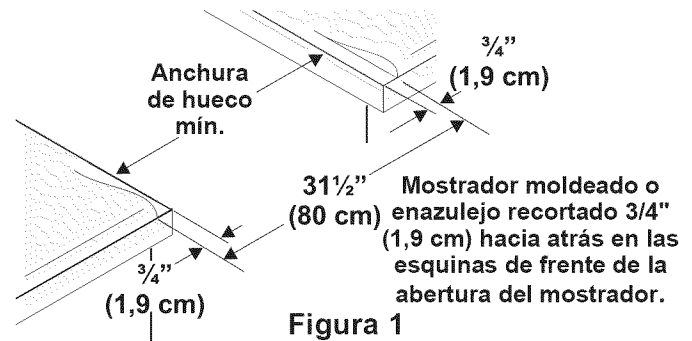 Anchura
de hueco
mín.
¾”
(1,9 cm)
31½”
(80 cm)
Mostrador moldeado o
enazulejo recortado 3/4"
(1,9 cm) hacia atrás en las
esquinas de frente de la
abertura del mostrador.
¾”
(1,9 cm)
Figura 1